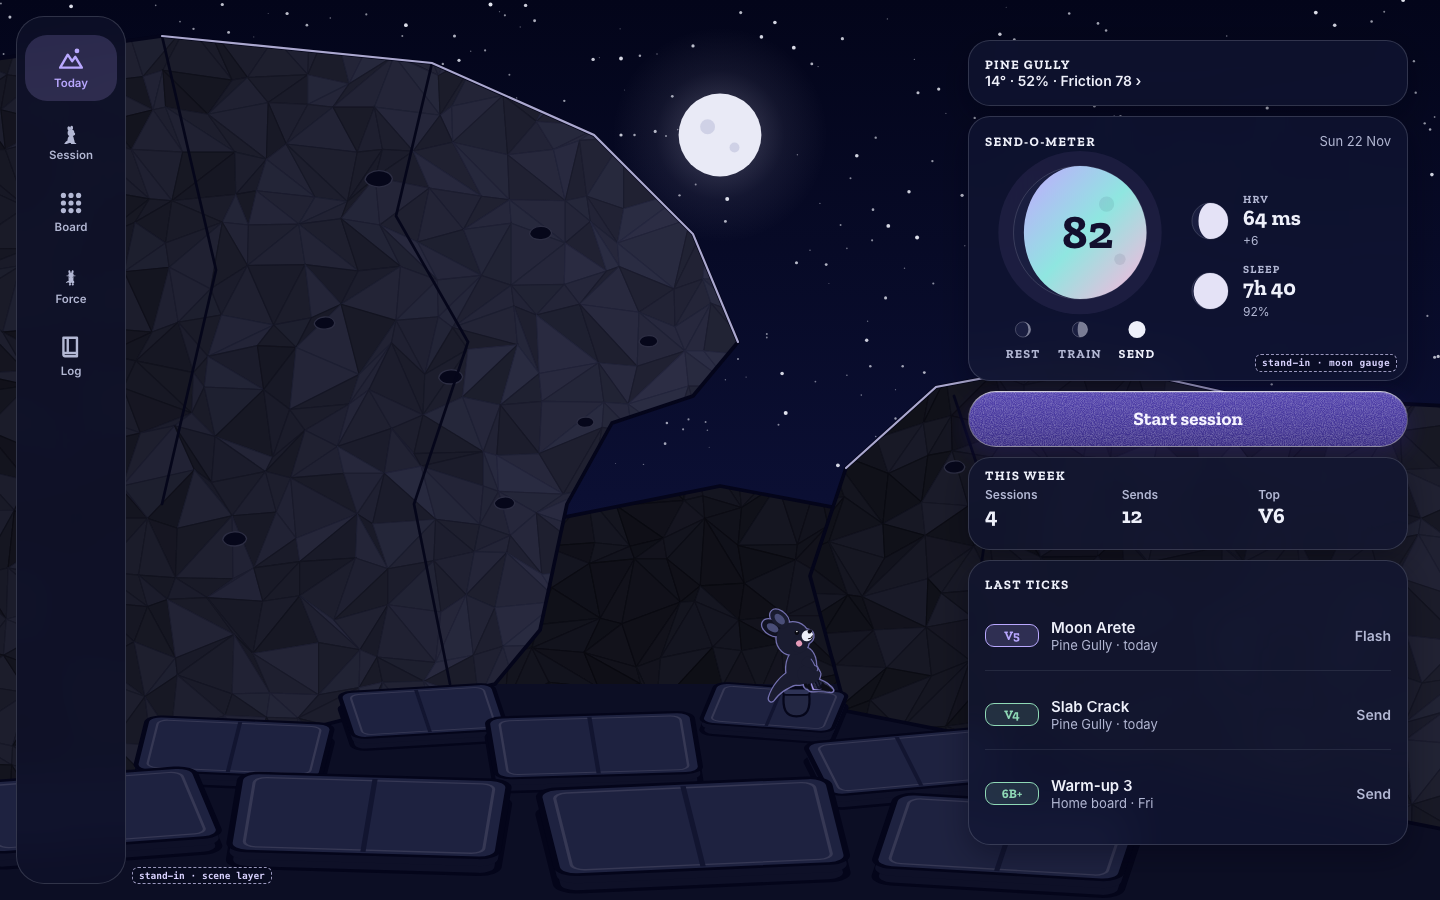 Today
Session
Board
Force
Log
PINE GULLY
14° · 52% · Friction 78 ›
SEND-O-METER
Sun 22 Nov
82
HRV
64 ms
+6
SLEEP
7h 40
92%
REST
TRAIN
SEND
stand-in · moon gauge
Start session
THIS WEEK
Sessions
Sends
Top
4
12
V6
LAST TICKS
V5
Moon Arete
Pine Gully · today
Flash
V4
Slab Crack
Pine Gully · today
Send
6B+
Warm-up 3
Home board · Fri
Send
stand-in · scene layer